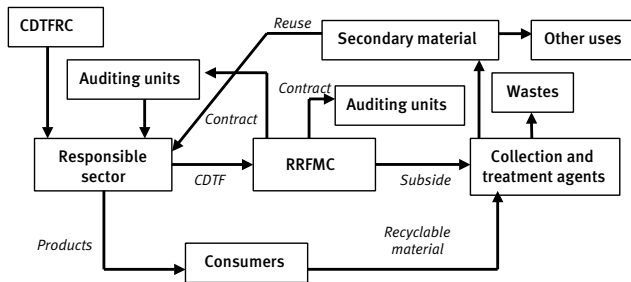 CDTFRC
Reuse
Secondary material
Other uses
Auditing units
Contract
Contract
Auditing units
Wastes
Responsible
sector
CDTF
RRFMC
Subside
Collection and
treatment agents
Products
Consumers
Recyclable
material